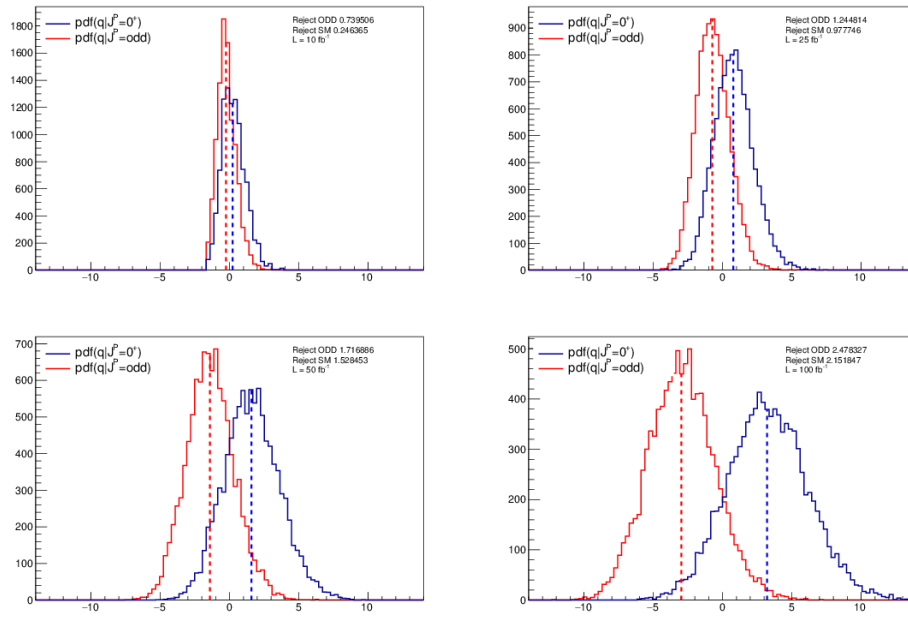 pdf(q|J^P=0^+)
pdf(q|J^P=odd)
Reject ODD 0.739506
Reject SM 0.246365
L = 10 fb^-1
1800
1600
1400
1200
1000
800
600
400
200
0
−10 −5 0 5 10
pdf(q|J^P=0^+)
pdf(q|J^P=odd)
Reject ODD 1.244814
Reject SM 0.977746
L = 25 fb^-1
900
800
700
600
500
400
300
200
100
0
−10 −5 0 5 10
pdf(q|J^P=0^+)
pdf(q|J^P=odd)
Reject ODD 1.716886
Reject SM 1.528453
L = 50 fb^-1
700
600
500
400
300
200
100
0
−10 −5 0 5 10
pdf(q|J^P=0^+)
pdf(q|J^P=odd)
Reject ODD 2.478327
Reject SM 2.151847
L = 100 fb^-1
500
400
300
200
100
0
−10 −5 0 5 10